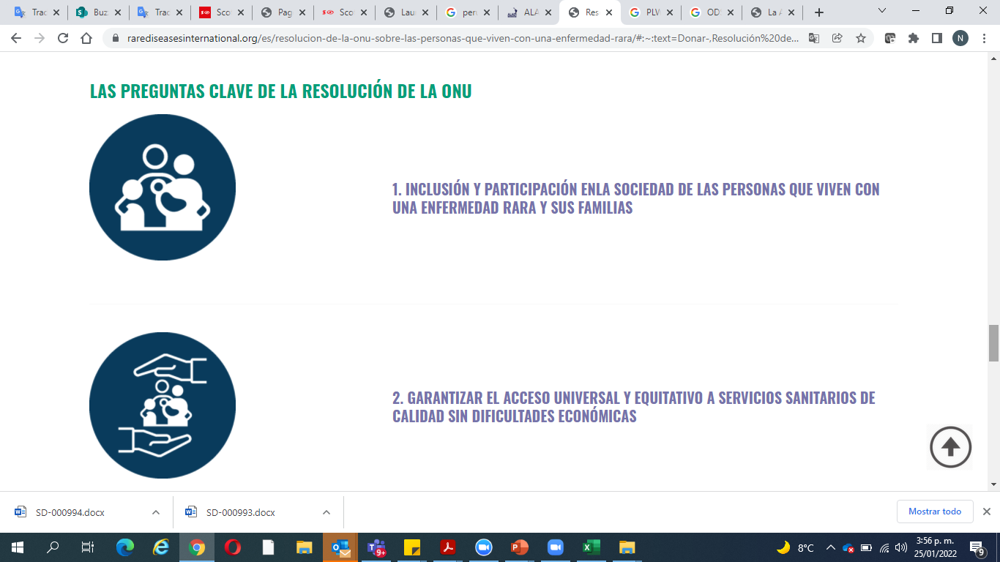 Trac
Buz
Trac
Sco
Pag
Sco
Lau
per
ALA
Res
PLW
OD
La A
rarediseasesinternational.org/es/resolucion-de-la-onu-sobre-las-personas-que-viven-con-una-enfermedad-rara/#:~:text=Donar-,Resolución%20de...
N
LAS PREGUNTAS CLAVE DE LA RESOLUCIÓN DE LA ONU
1. INCLUSIÓN Y PARTICIPACIÓN ENLA SOCIEDAD DE LAS PERSONAS QUE VIVEN CON
UNA ENFERMEDAD RARA Y SUS FAMILIAS
2. GARANTIZAR EL ACCESO UNIVERSAL Y EQUITATIVO A SERVICIOS SANITARIOS DE
CALIDAD SIN DIFICULTADES ECONÓMICAS
SD-000994.docx
SD-000993.docx
Mostrar todo
9+
8°C
3:56 p. m.
25/01/2022
9